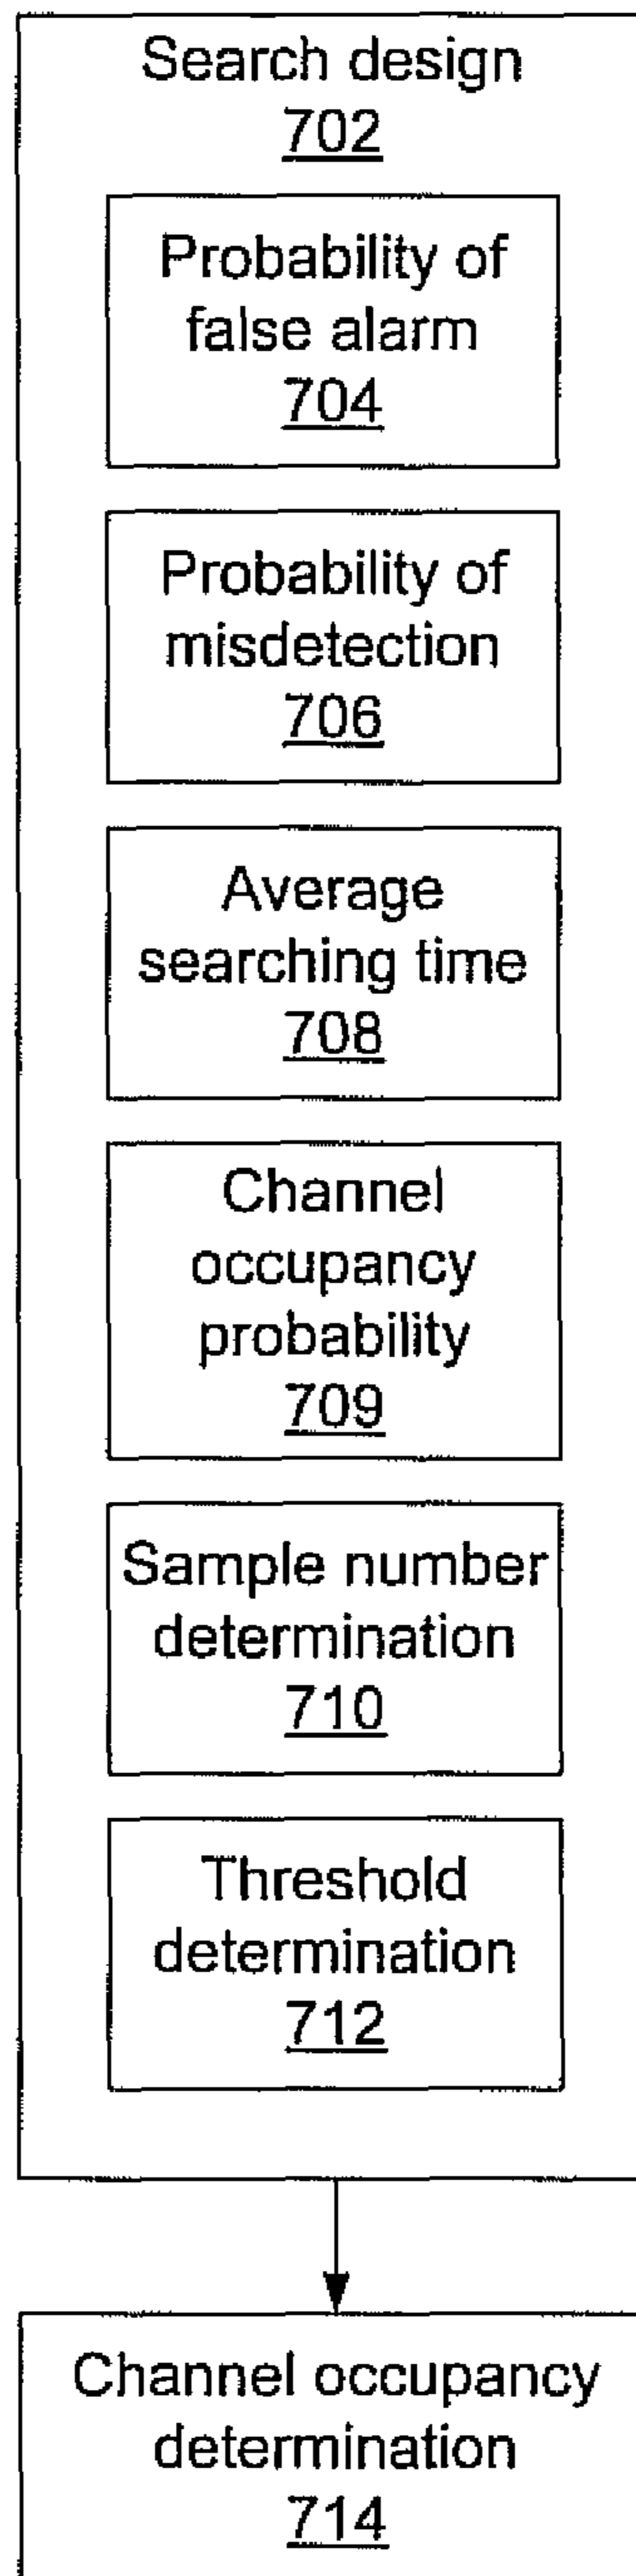 Search design
702
Probability of
false alarm
704
Probability of
misdetection
706
Average
searching time
708
Channel
occupancy
probability
709
Sample number
determination
710
Threshold
determination
712
Channel occupancy
determination
714